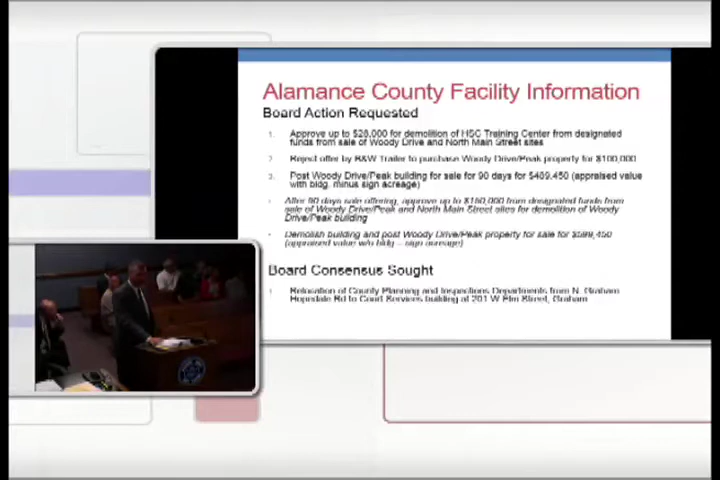 Alamance County Facility Information
Board Action Requested
1. Approve up to $28,000 for demolition of HSC Training Center from designated
funds from sale of Woody Drive and North Main Street sites
2. Reject offer by R&W Trailer to purchase Woody Drive/Peak property for $100,000
3. Post Woody Drive/Peak building for sale for 90 days for $409,450 (appraised value
with bldg. minus sign acreage)
After 90 days sale offering, approve up to $150,000 from designated funds from
sale of Woody Drive/Peak and North Main Street sites for demolition of Woody
Drive/Peak building
Demolish building and post Woody Drive/Peak property for sale for
(appraised value w/o bldg – sign acreage)
Board Consensus Sought
Relocation of County Planning and Inspections Departments from N. Graham
Hopedale Rd to Court Services building at 201 W Elm Street, Graham